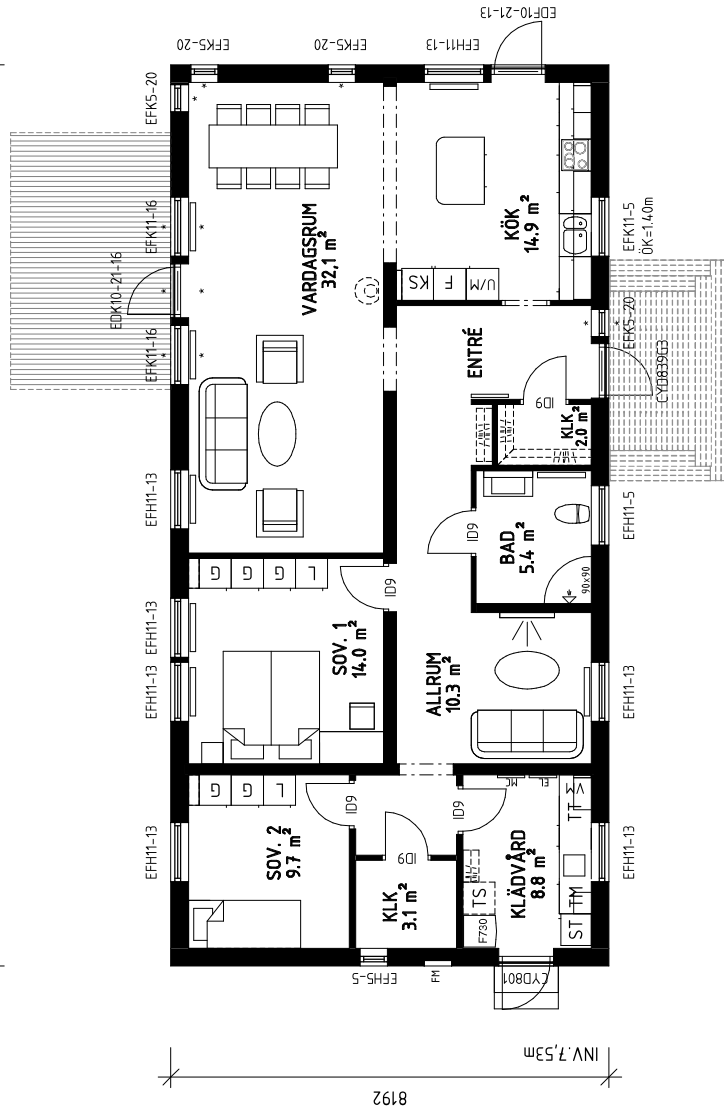 EFK5-20
EFK5-20
EFH11-13
EDF10-21-13
EFK5-20
EFK11-16
EDK10-21-16
EFK11-16
EFH11-13
EFH11-13
EFH11-13
EFH11-13
VARDAGSRUM
32,1 m²
KÖK
14.9 m²
KS
F
U/M
EFK11-5
ÖK=1.40m
ENTRÉ
EFK5-20
CYD839G3
ID9
KLK
2.0 m²
EFH11-5
BAD
5.4 m²
ID9
90x90
G
G
G
L
ID9
SOV. 1
14.0 m²
ALLRUM
10.3 m²
EFH11-13
G
G
L
ID9
SOV. 2
9.7 m²
ID9
KLK
3.1 m²
ID9
MC
EL
KLÄDVÅRD
8.8 m²
VM
TT
TM
ST
TS
F730
EFH11-13
EFH5-5
FM
CYD801
INV.7,53m
8192